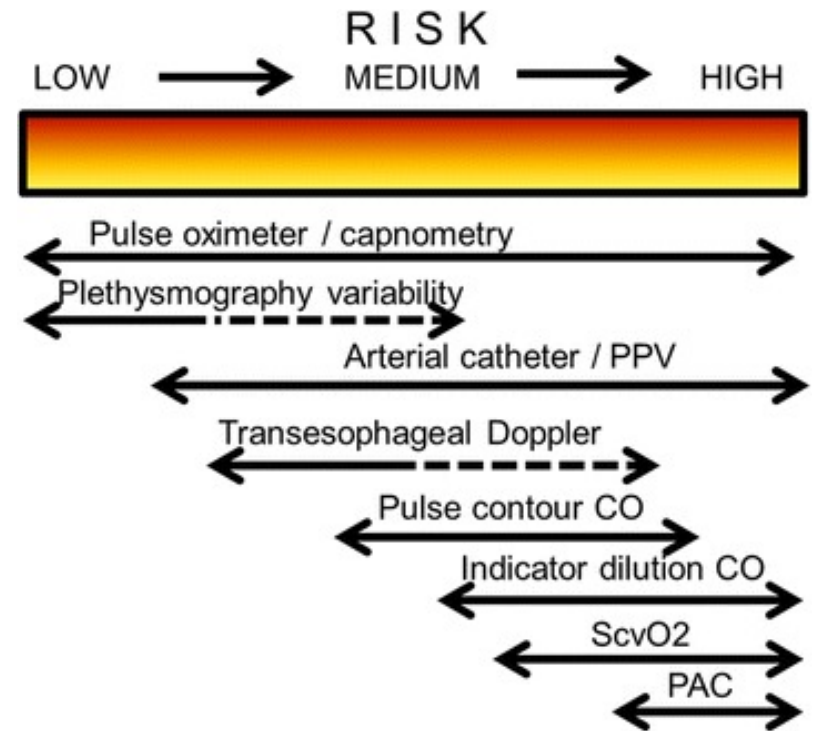 R I S K
LOW MEDIUM HIGH
Pulse oximeter / capnometry
Plethysmography variability
Arterial catheter / PPV
Transesophageal Doppler
Pulse contour CO
Indicator dilution CO
ScvO2
PAC